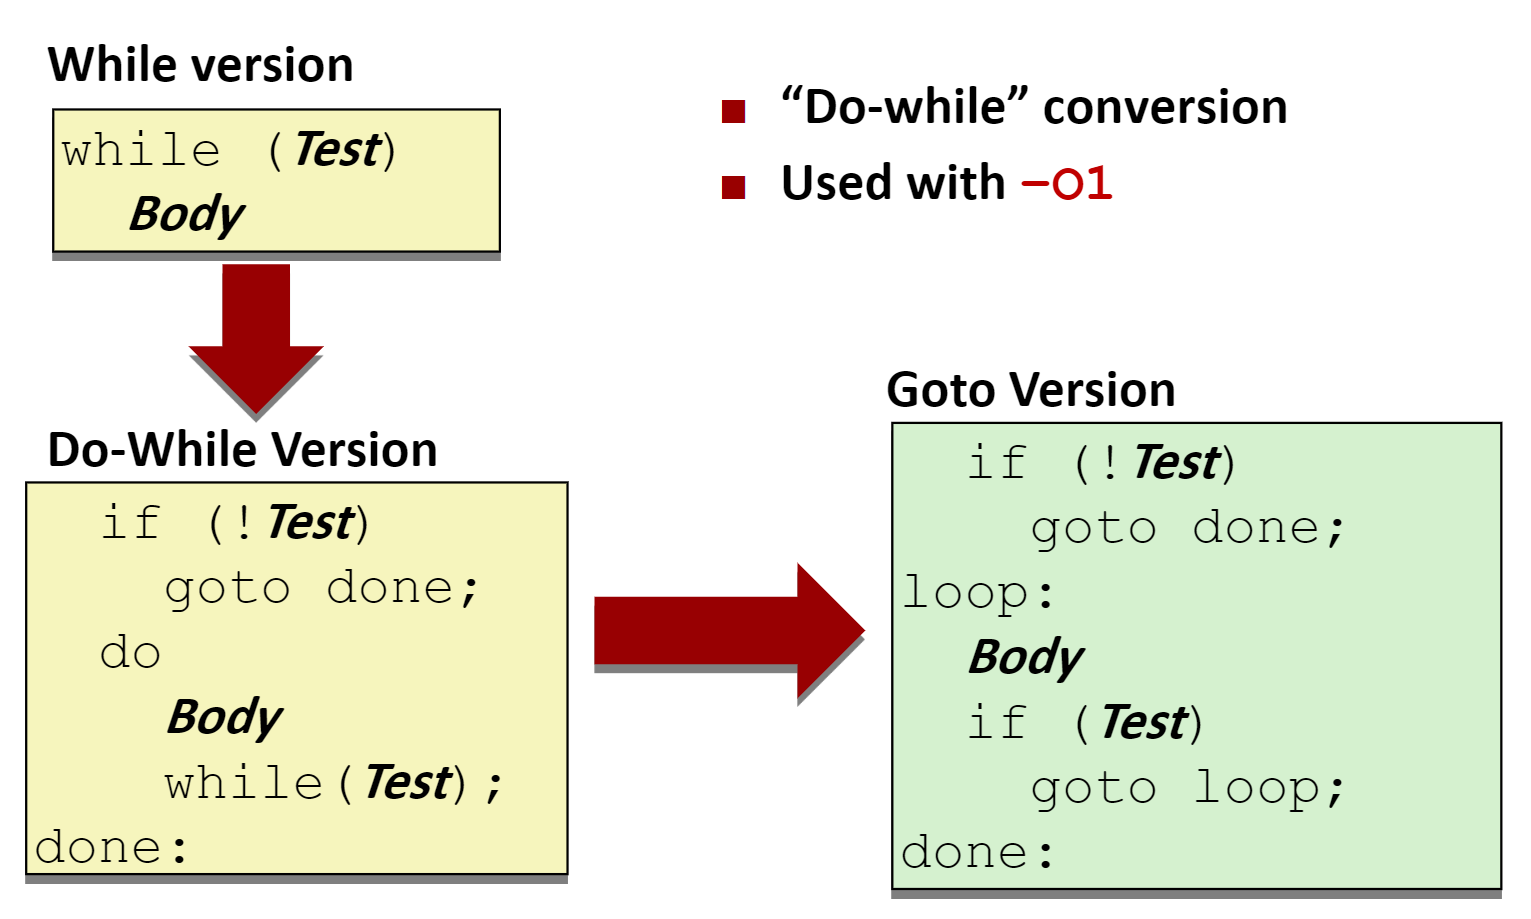 While version
while (Test)
Body
“Do-while” conversion
Used with –O1
Do-While Version
if (!Test)
goto done;
do
Body
while(Test);
done:
Goto Version
if (!Test)
goto done;
loop:
Body
if (Test)
goto loop;
done: